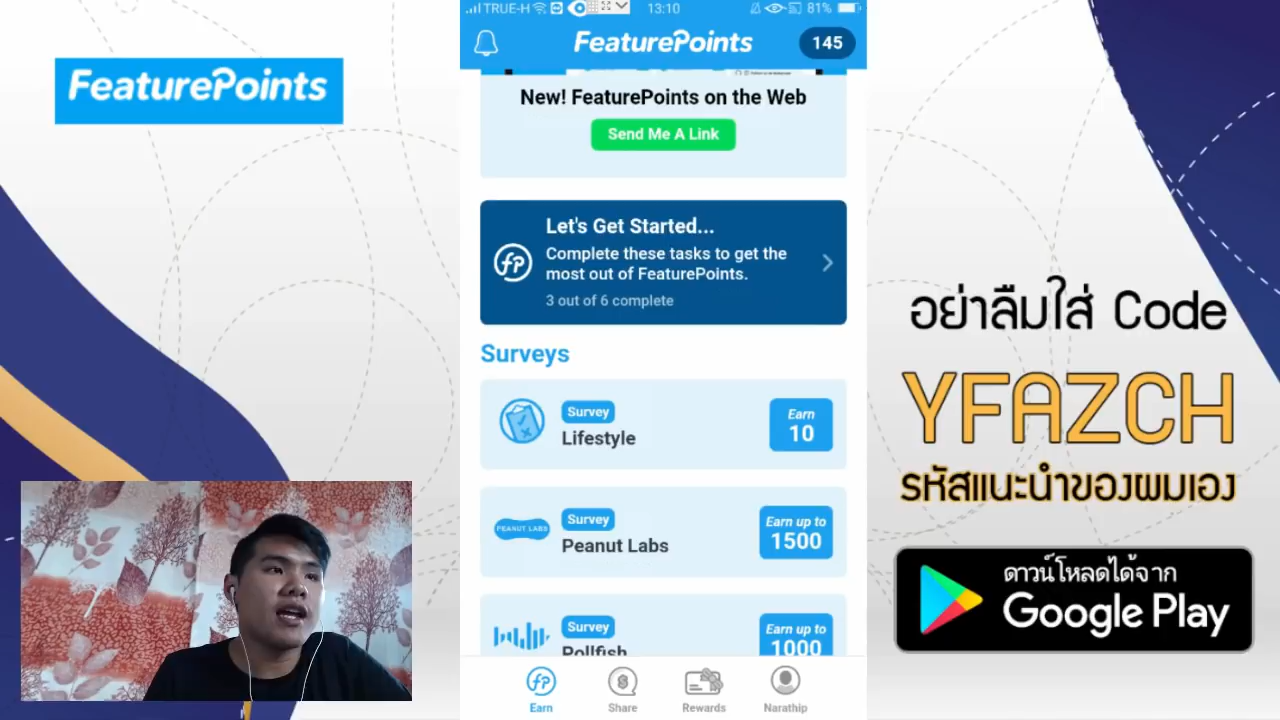 TRUE-H
13:10
81%
FeaturePoints
145
FeaturePoints
New! FeaturePoints on the Web
Send Me A Link
Let's Get Started...
Complete these tasks to get the
most out of FeaturePoints.
3 out of 6 complete
Surveys
Survey
Lifestyle
Earn
10
PEANUT LABS
Survey
Peanut Labs
Earn up to
1500
Survey
Pollfish
Earn up to
1000
Earn
Share
Rewards
Narathip
อย่าลืมใส่ Code
YFAZCH
รหัสแนะนำของผมเอง
ดาวน์โหลดได้จาก
Google Play